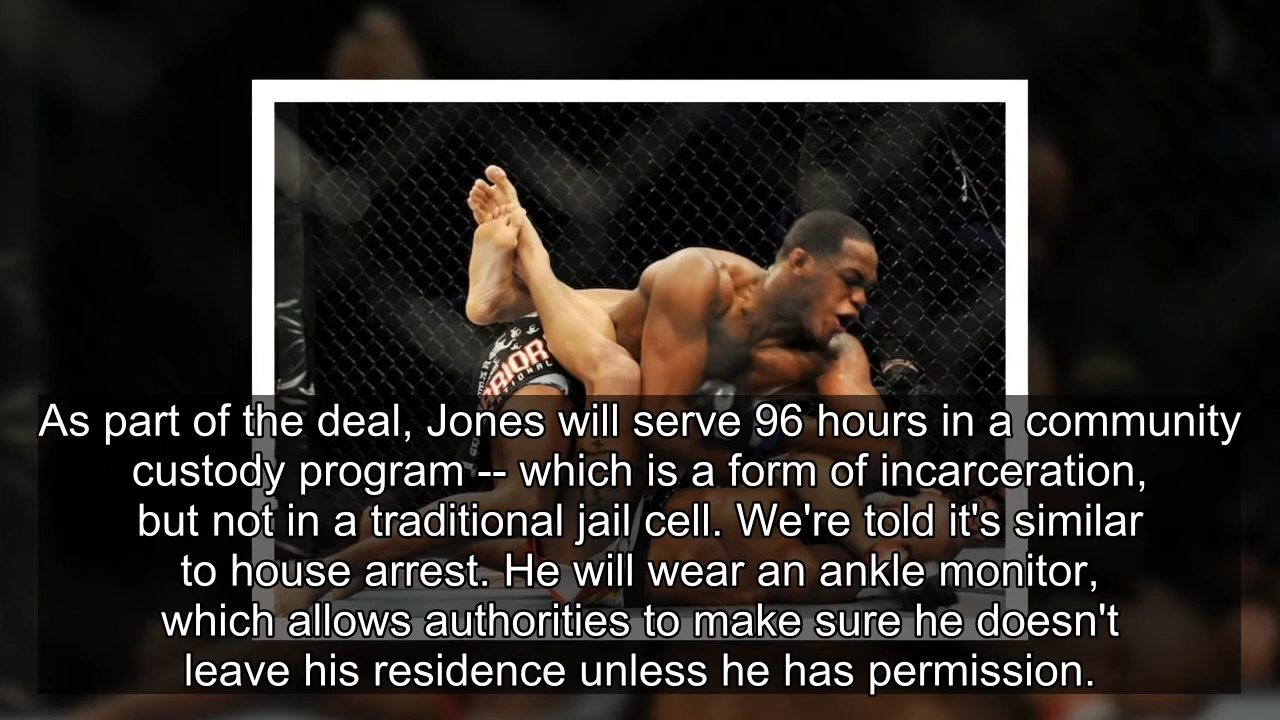 RRIOR
As part of the deal, Jones will serve 96 hours in a community
custody program -- which is a form of incarceration,
but not in a traditional jail cell. We're told it's similar
to house arrest. He will wear an ankle monitor,
which allows authorities to make sure he doesn't
leave his residence unless he has permission.